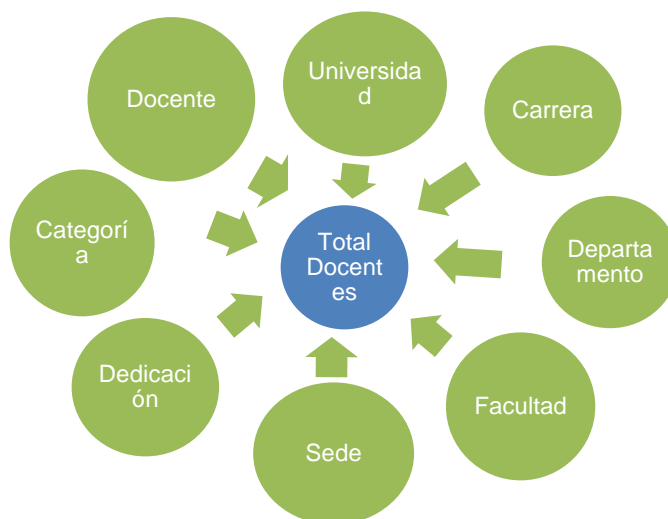 Universida
d
Docente
Carrera
Categorí
a
Total
Docent
es
Departa
mento
Dedicaci
ón
Facultad
Sede